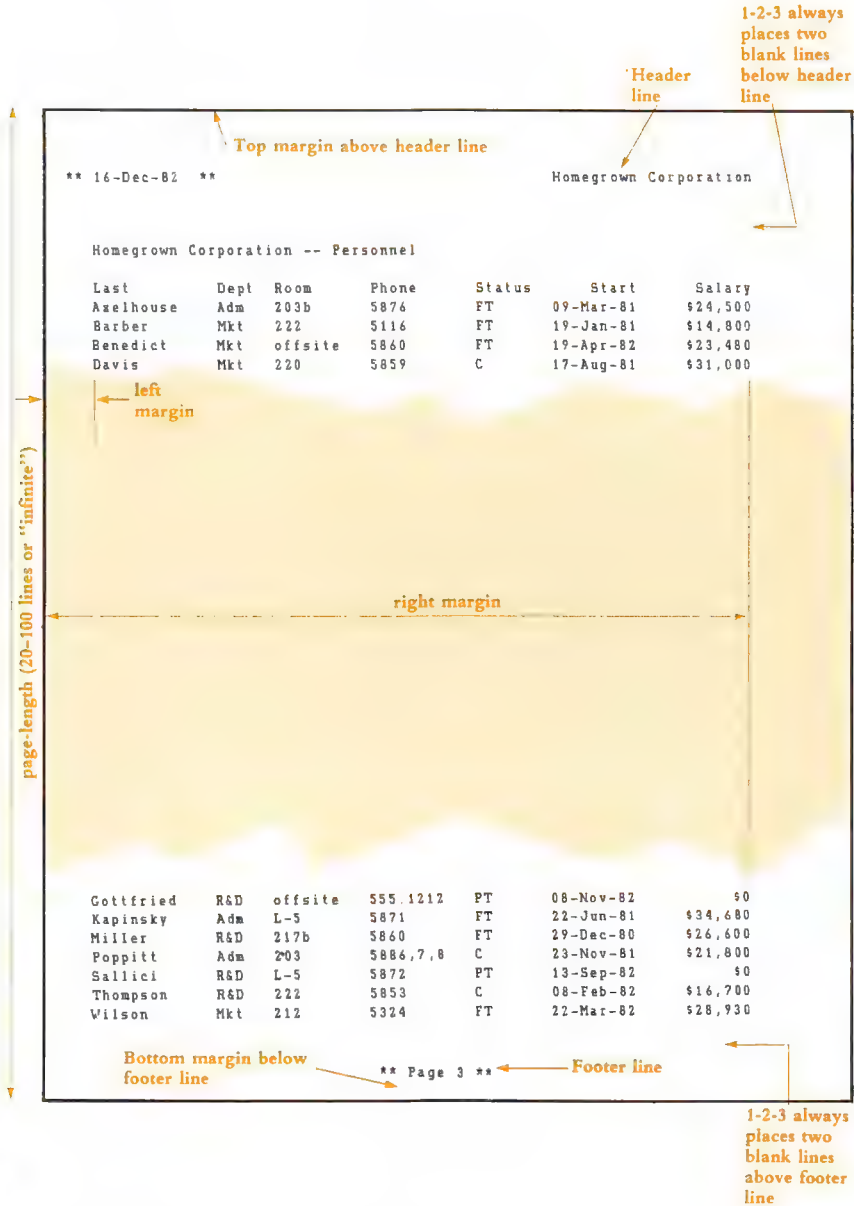 1-2-3 always
places two
blank lines
below header
line
Header
line
Top margin above header line
** 16-Dec-82 ** Homegrown Corporation
Homegrown Corporation -- Personnel
Last Dept Room Phone Status Start Salary
Axelhouse Adm 203b 5876 FT 09-Mar-81 $24,500
Barber Mkt 222 5116 FT 19-Jan-81 $14,800
Benedict Mkt offsite 5860 FT 19-Apr-82 $23,480
Davis Mkt 220 5859 C 17-Aug-81 $31,000
left
margin
page-length (20-100 lines or "infinite")
right margin
Gottfried R&D offsite 555.1212 PT 08-Nov-82 $0
Kapinsky Adm L-5 5871 FT 22-Jun-81 $34,680
Miller R&D 217b 5860 FT 29-Dec-80 $26,600
Poppitt Adm 203 5886,7,8 C 23-Nov-81 $21,800
Sallici R&D L-5 5872 PT 13-Sep-82 $0
Thompson R&D 222 5853 C 08-Feb-82 $16,700
Wilson Mkt 212 5324 FT 22-Mar-82 $28,930
Bottom margin below
footer line
** Page 3 **
Footer line
1-2-3 always
places two
blank lines
above footer
line